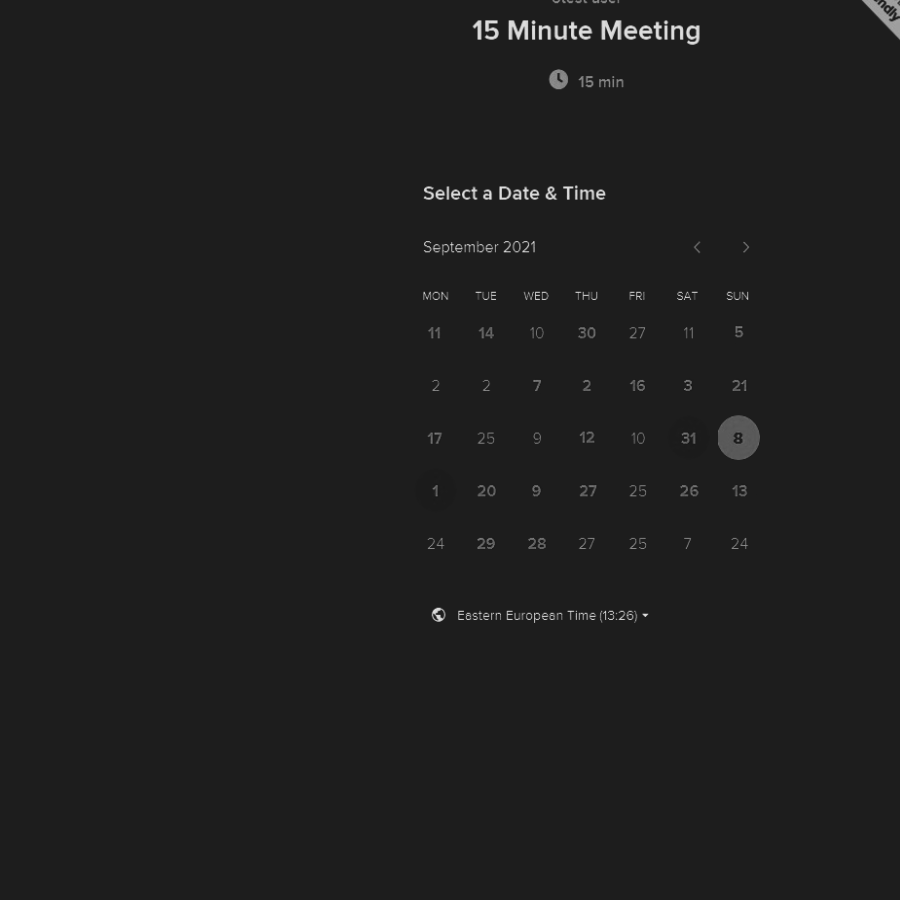 15 Minute Meeting
15 min
Select a Date & Time
September 2021
MON TUE WED THU FRI SAT SUN
11 14 10 30 27 11 5
2 2 7 2 16 3 21
17 25 9 12 10 31 8
1 20 9 27 25 26 13
24 29 28 27 25 7 24
Eastern European Time (13:26)